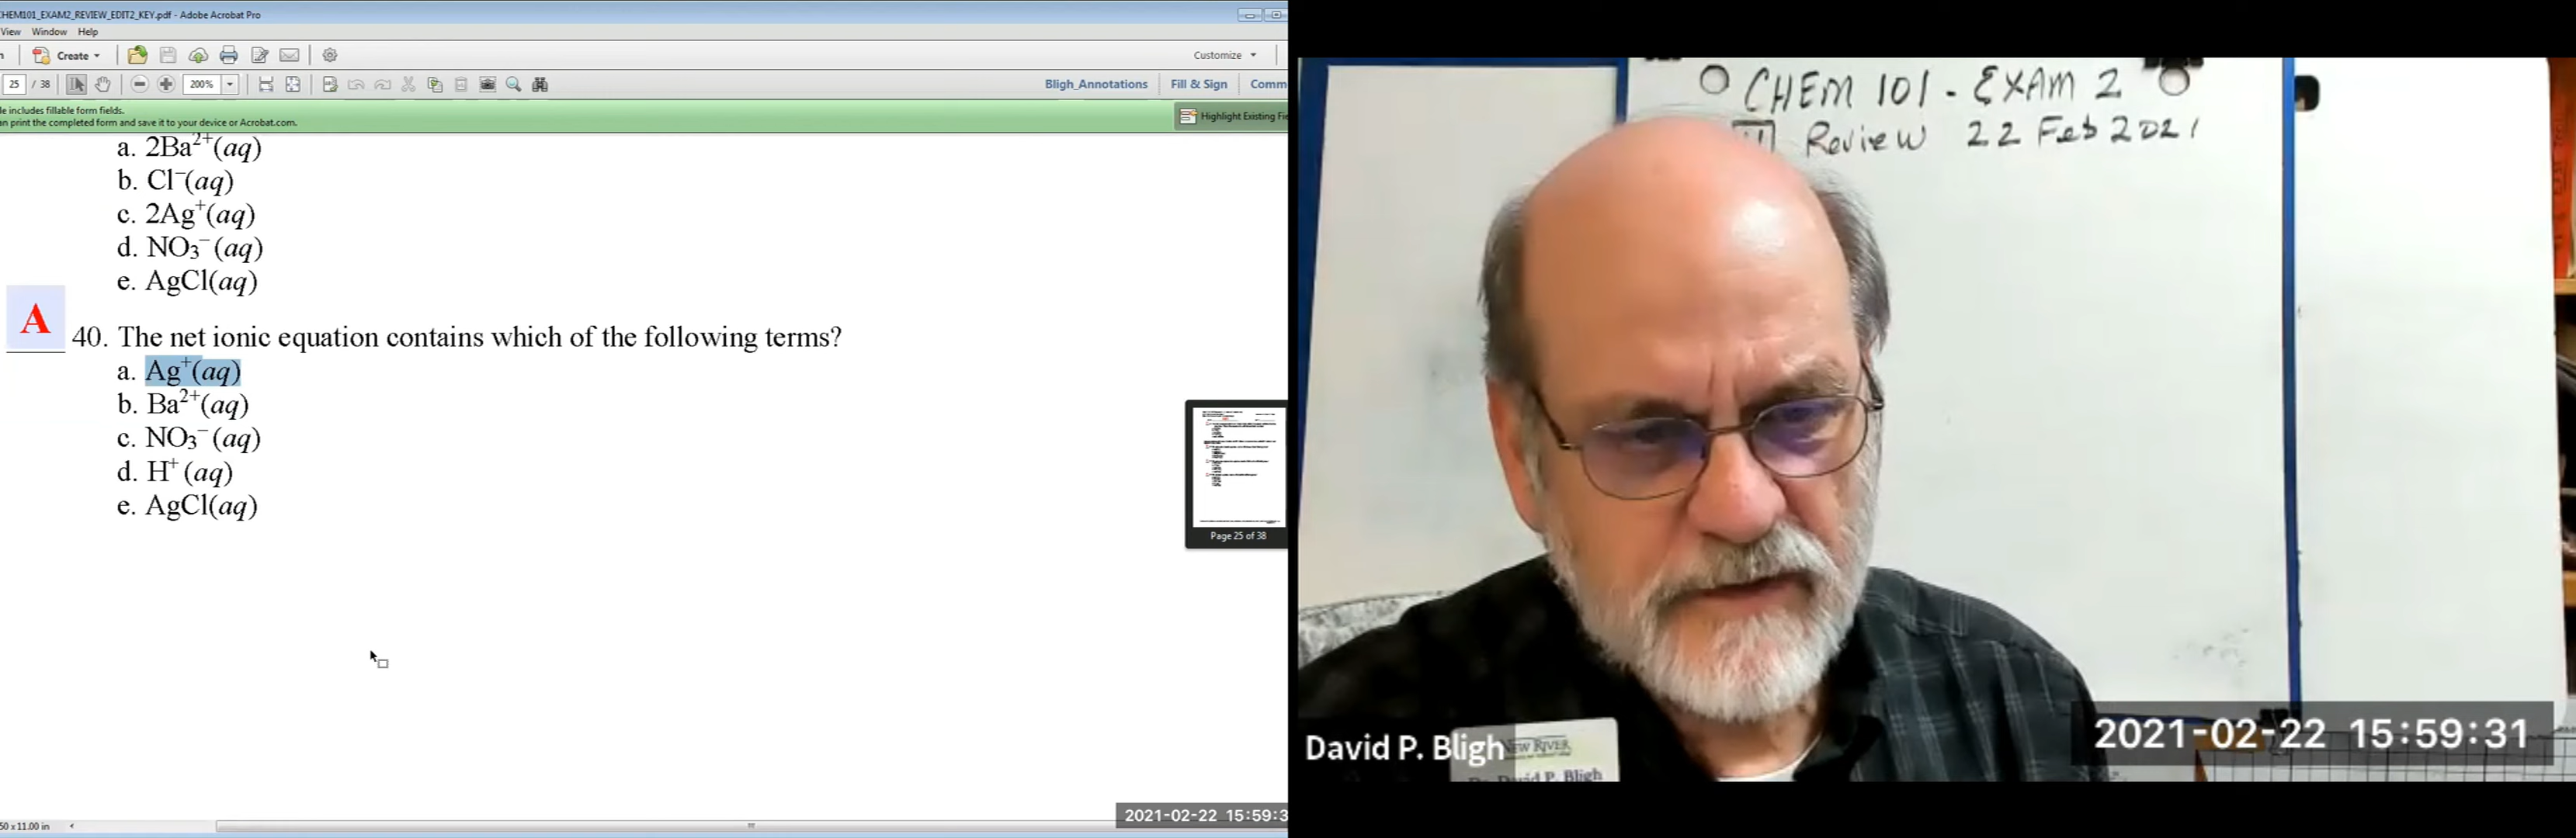 CHEM101_EXAM2_REVIEW_EDIT2_KEY.pdf - Adobe Acrobat Pro
View Window Help
Create Customize
25 / 38 200% Bligh_Annotations Fill & Sign
includes fillable form fields.
print the completed form and save it to your device or Acrobat.com.
Highlight Existing
a. 2Ba²⁺(aq)
b. Cl⁻(aq)
c. 2Ag⁺(aq)
d. NO₃⁻(aq)
e. AgCl(aq)
A 40. The net ionic equation contains which of the following terms?
a. Ag⁺(aq)
b. Ba²⁺(aq)
c. NO₃⁻(aq)
d. H⁺(aq)
e. AgCl(aq)
Page 25 of 38
2021-02-22 15:59:3
50 x 11.00 in
CHEM 101 - EXAM 2
Review 22 Feb 2021
David P. Bligh
NEW RIVER
Dr. David P. Bligh
2021-02-22 15:59:31